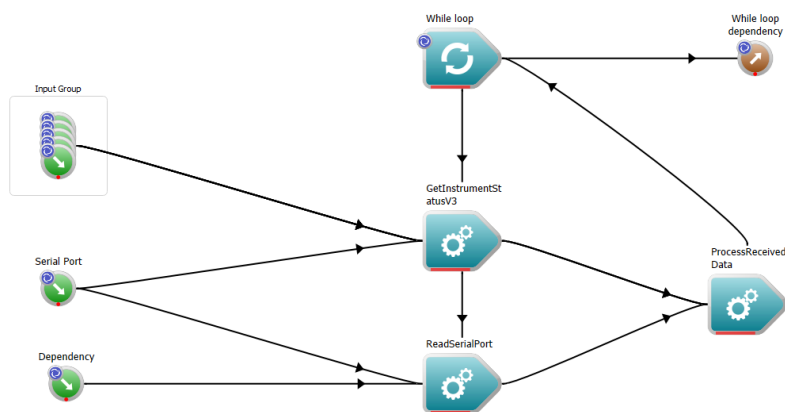 While loop
While loop
dependency
Input Group
GetInstrumentSt
atusV3
Serial Port
ProcessReceived
Data
Dependency
ReadSerialPort